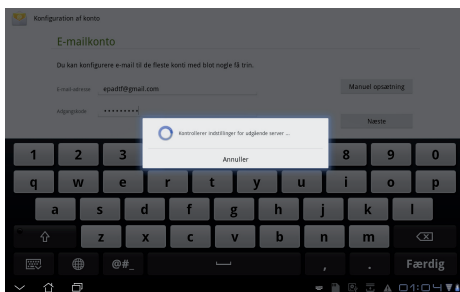 Konfiguration af konto
E-mailkonto
Du kan konfigurere e-mail til de fleste konti med blot nogle få trin.
E-mail-adresse epadtf@gmail.com
Manuel opsætning
Adgangskode •••••••••
Næste
Kontrollerer indstillinger for udgående server ...
Annuller
1 2 3 8 9 0
q w e r t y u i o p
a s d f g h j k l
z x c v b n m
@#_ , . Færdig
01:04